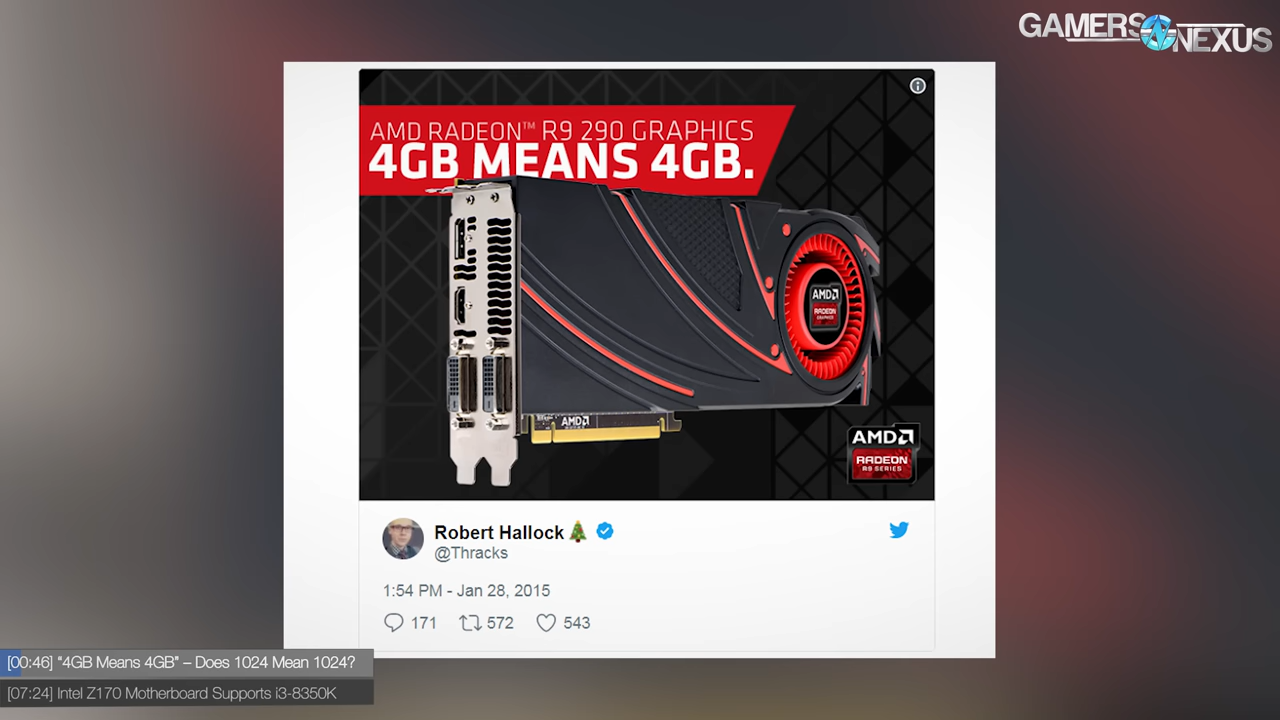 GAMERS NEXUS
AMD RADEON™ R9 290 GRAPHICS
4GB MEANS 4GB.
AMD
RADEON
GRAPHICS
AMD
AMD
RADEON
R9 SERIES
Robert Hallock🎄
@Thracks
1:54 PM - Jan 28, 2015
171 572 543
[00:46] "4GB Means 4GB" – Does 1024 Mean 1024?
[07:24] Intel Z170 Motherboard Supports i3-8350K